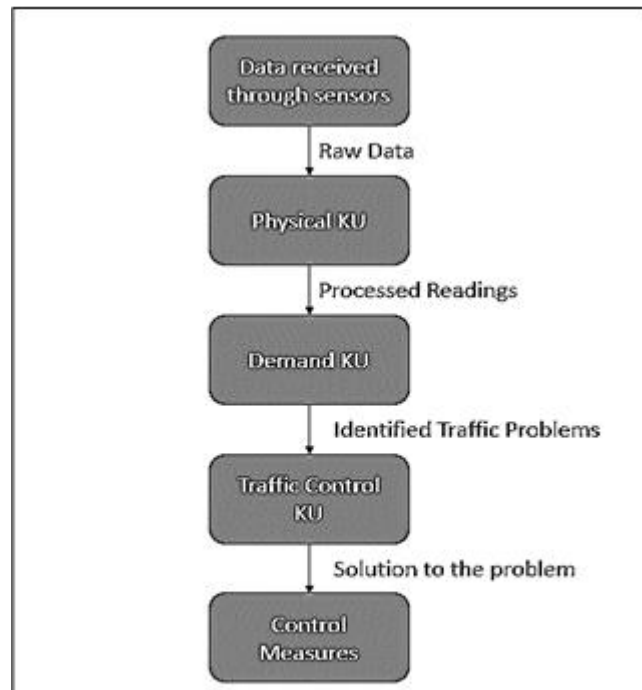 Data received
through sensors
Raw Data
Physical KU
Processed Readings
Demand KU
Identified Traffic Problems
Traffic Control
KU
Solution to the problem
Control
Measures